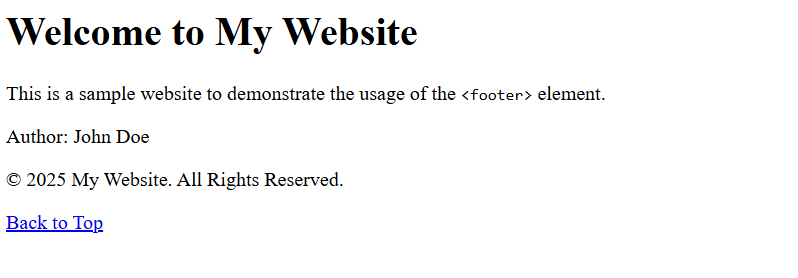 Welcome to My Website
This is a sample website to demonstrate the usage of the <footer> element.
Author: John Doe
© 2025 My Website. All Rights Reserved.
Back to Top